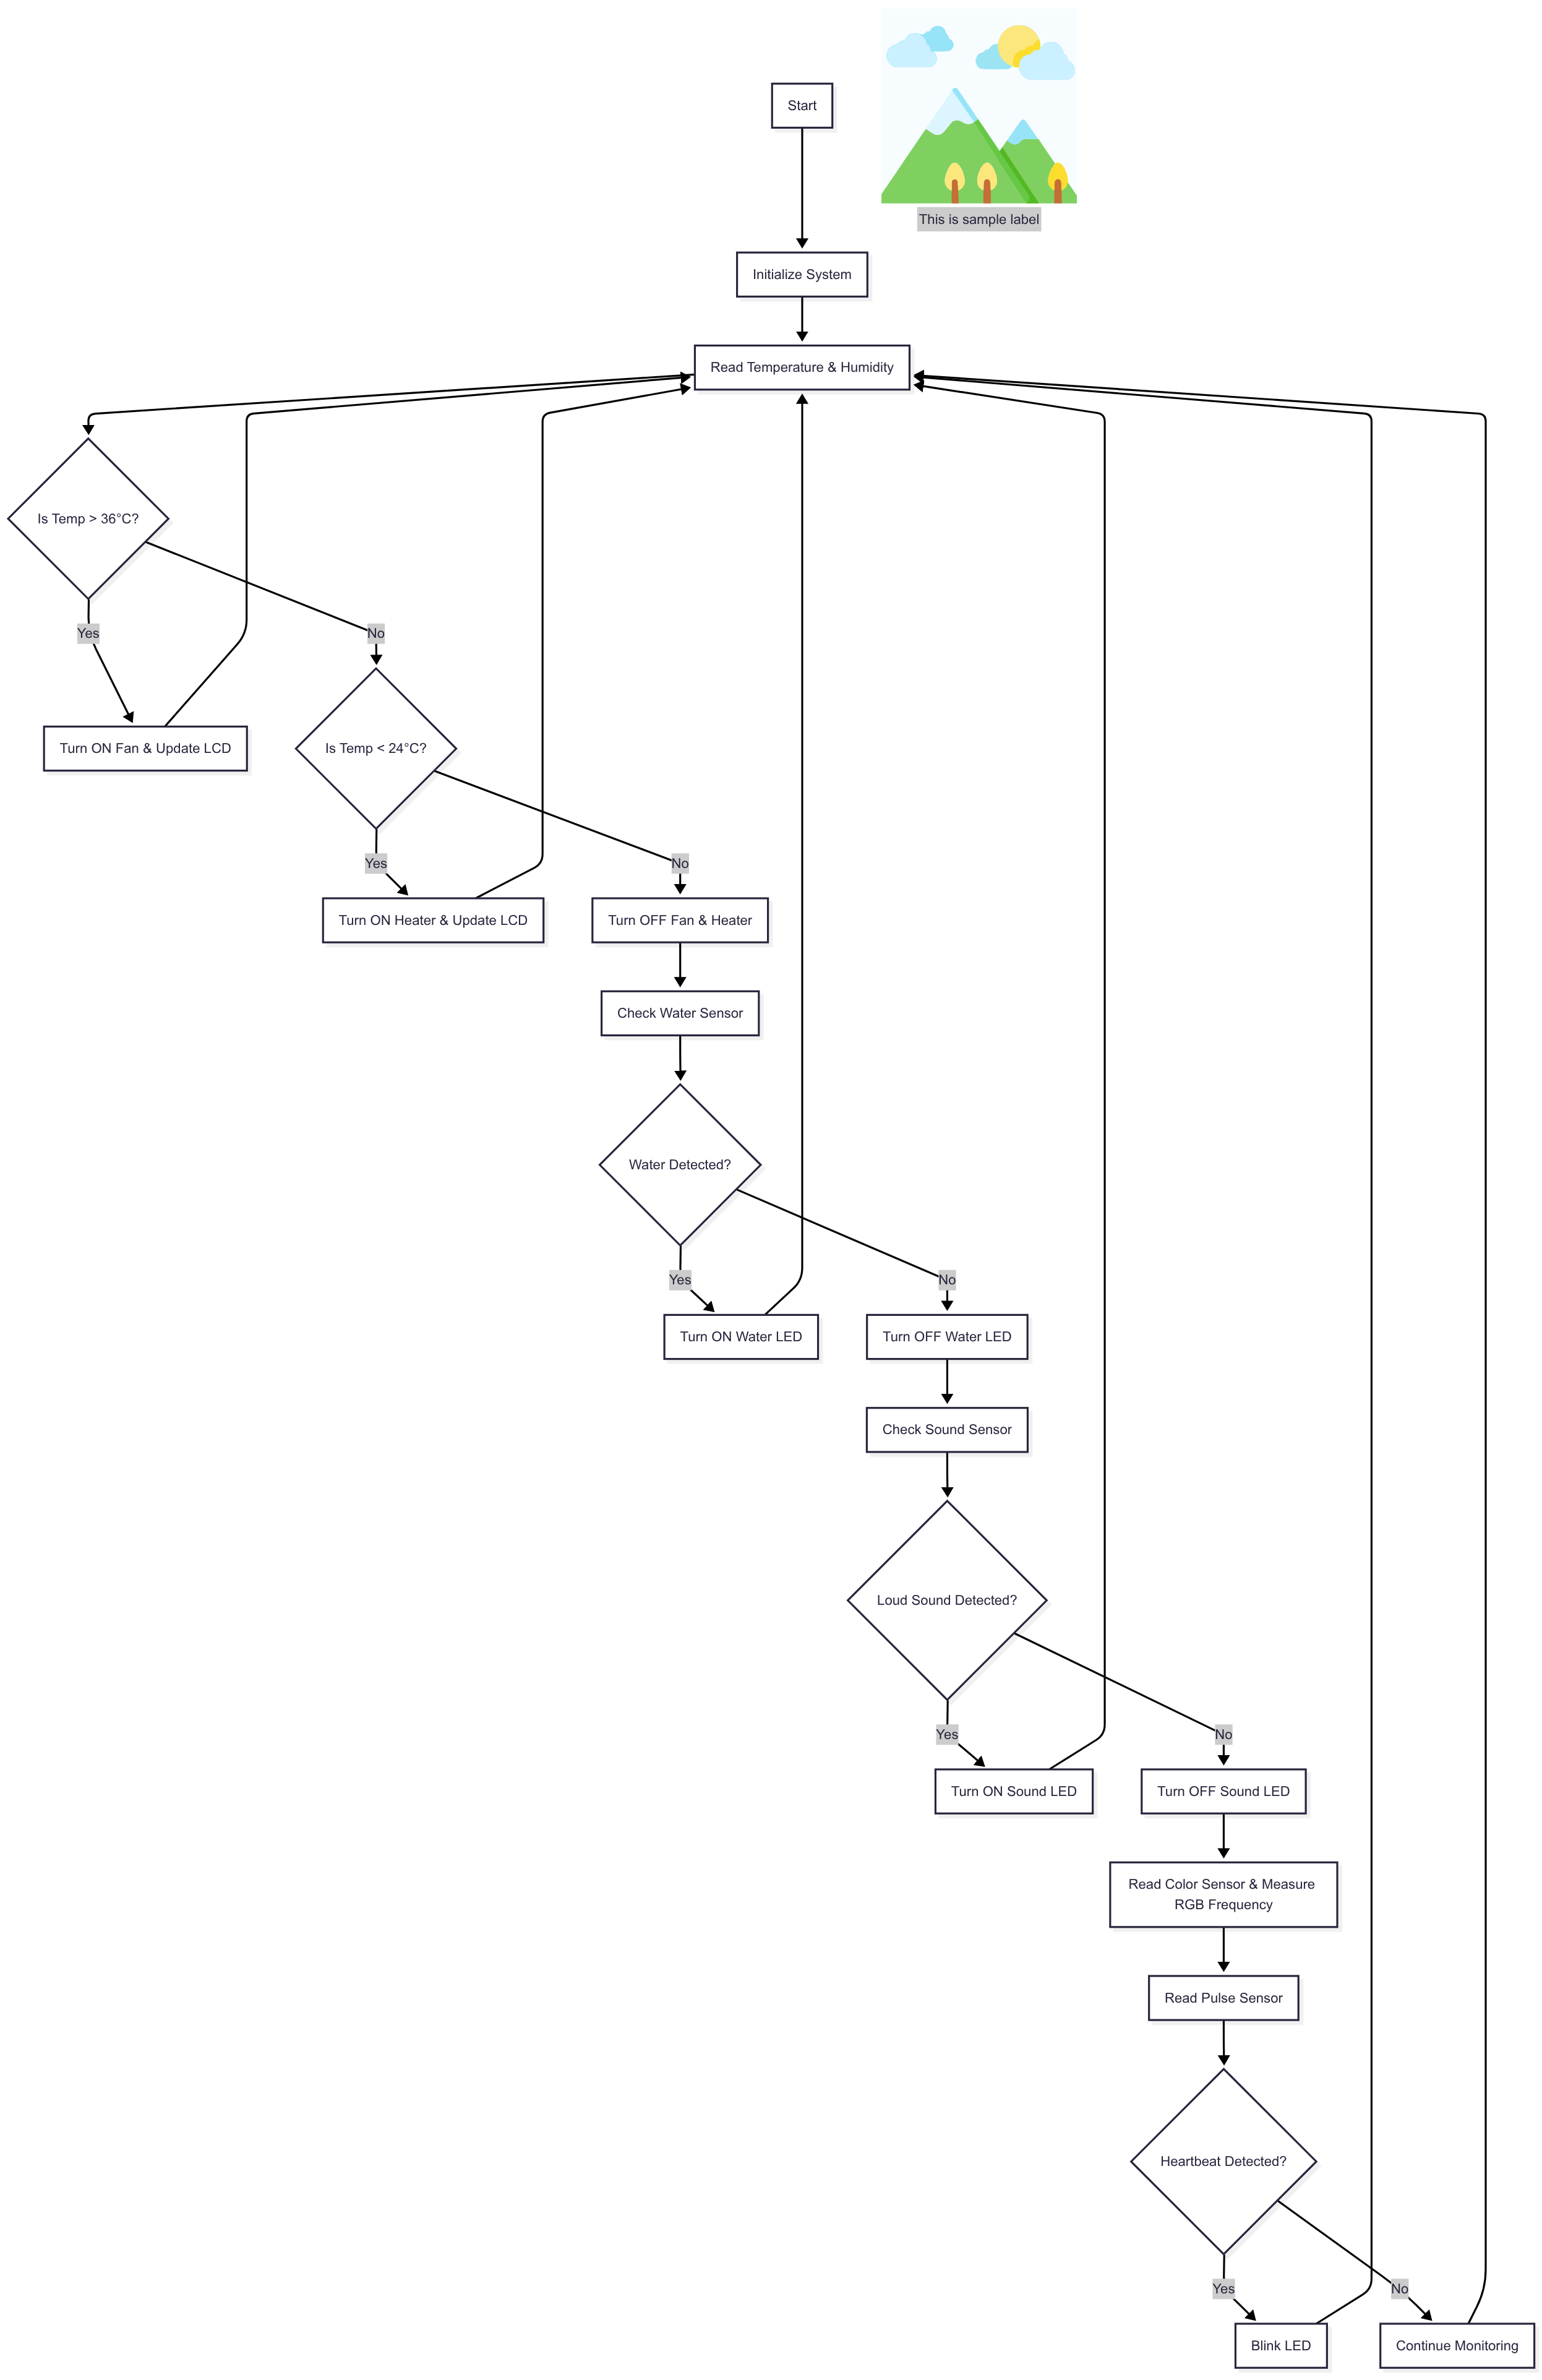 Start
This is sample label
Initialize System
Read Temperature & Humidity
Is Temp > 36°C?
Yes
No
Turn ON Fan & Update LCD
Is Temp < 24°C?
Yes
No
Turn ON Heater & Update LCD
Turn OFF Fan & Heater
Check Water Sensor
Water Detected?
Yes
No
Turn ON Water LED
Turn OFF Water LED
Check Sound Sensor
Loud Sound Detected?
Yes
No
Turn ON Sound LED
Turn OFF Sound LED
Read Color Sensor & Measure
RGB Frequency
Read Pulse Sensor
Heartbeat Detected?
Yes
No
Blink LED
Continue Monitoring